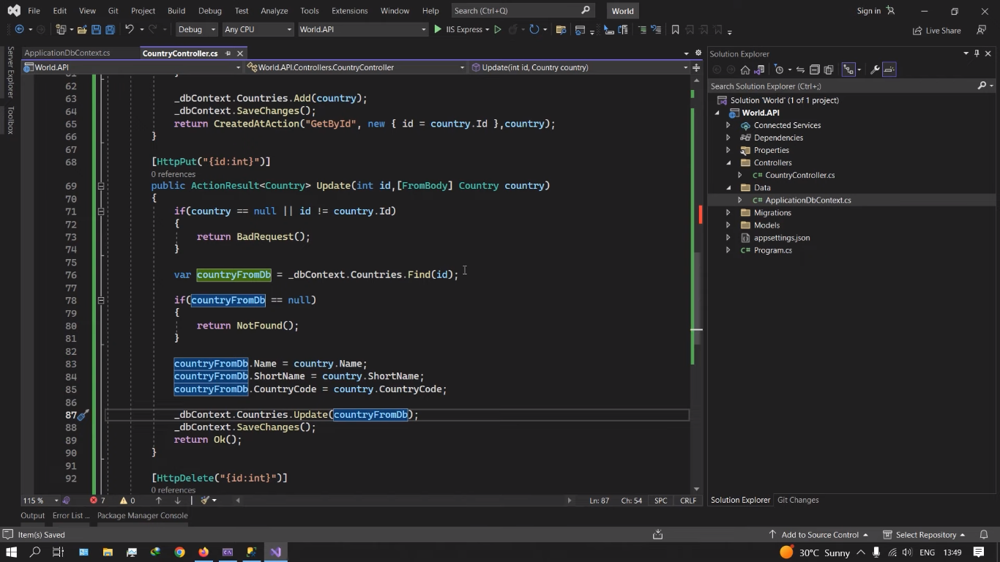 File Edit View Git Project Build Debug Test Analyze Tools Extensions Window Help Search (Ctrl+Q) World Sign in
Debug Any CPU World.API IIS Express Live Share
Server Explorer
Toolbox
ApplicationDbContext.cs CountryController.cs
World.API World.API.Controllers.CountryController Update(int id, Country country)
61 }
62
63 _dbContext.Countries.Add(country);
64 _dbContext.SaveChanges();
65 return CreatedAtAction("GetById", new { id = country.Id },country);
66 }
67
68 [HttpPut("{id:int}")]
0 references
69 public ActionResult<Country> Update(int id,[FromBody] Country country)
70 {
71 if(country == null || id != country.Id)
72 {
73 return BadRequest();
74 }
75
76 var countryFromDb = _dbContext.Countries.Find(id);
77
78 if(countryFromDb == null)
79 {
80 return NotFound();
81 }
82
83 countryFromDb.Name = country.Name;
84 countryFromDb.ShortName = country.ShortName;
85 countryFromDb.CountryCode = country.CountryCode;
86
87 _dbContext.Countries.Update(countryFromDb);
88 _dbContext.SaveChanges();
89 return Ok();
90 }
91
92 [HttpDelete("{id:int}")]
0 references
115 % 7 0 Ln: 87 Ch: 54 SPC CRLF
Output Error List ... Package Manager Console
Solution Explorer
Search Solution Explorer (Ctrl+;)
Solution 'World' (1 of 1 project)
World.API
Connected Services
Dependencies
Properties
Controllers
C# CountryController.cs
Data
C# ApplicationDbContext.cs
Migrations
Models
appsettings.json
C# Program.cs
Solution Explorer Git Changes
Item(s) Saved Add to Source Control Select Repository
30°C Sunny ENG 13:49